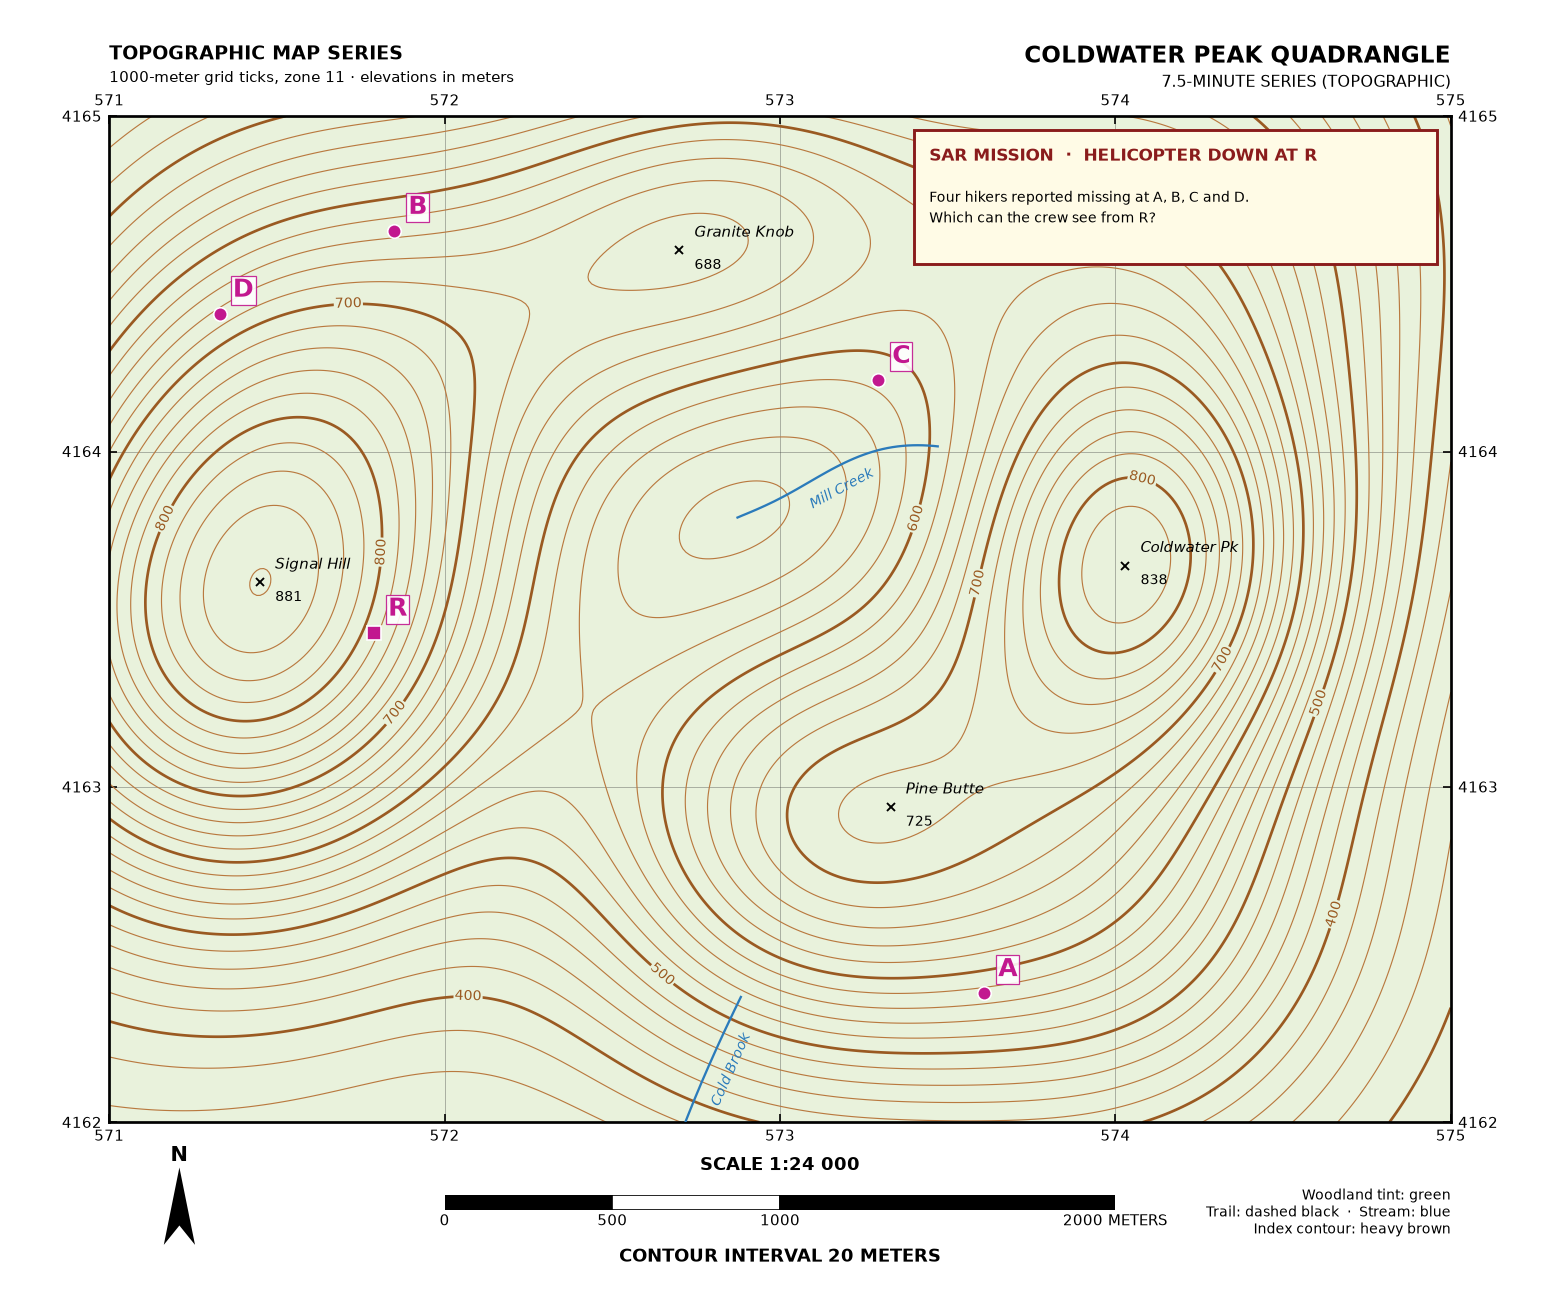 TOPOGRAPHIC MAP SERIES
1000-meter grid ticks, zone 11 · elevations in meters
COLDWATER PEAK QUADRANGLE
7.5-MINUTE SERIES (TOPOGRAPHIC)
571 572 573 574 575
4165 4165
SAR MISSION · HELICOPTER DOWN AT R
Four hikers reported missing at A, B, C and D.
Which can the crew see from R?
B
Granite Knob
688
D
700
C
4164 4164
800
Mill Creek
800
600
800
Signal Hill
881
Coldwater Pk
838
700
R
700
500
700
4163 4163
Pine Butte
725
400
500
A
400
Cold Brook
4162 4162
571 572 573 574 575
N
SCALE 1:24 000
0 500 1000 2000 METERS
CONTOUR INTERVAL 20 METERS
Woodland tint: green
Trail: dashed black · Stream: blue
Index contour: heavy brown